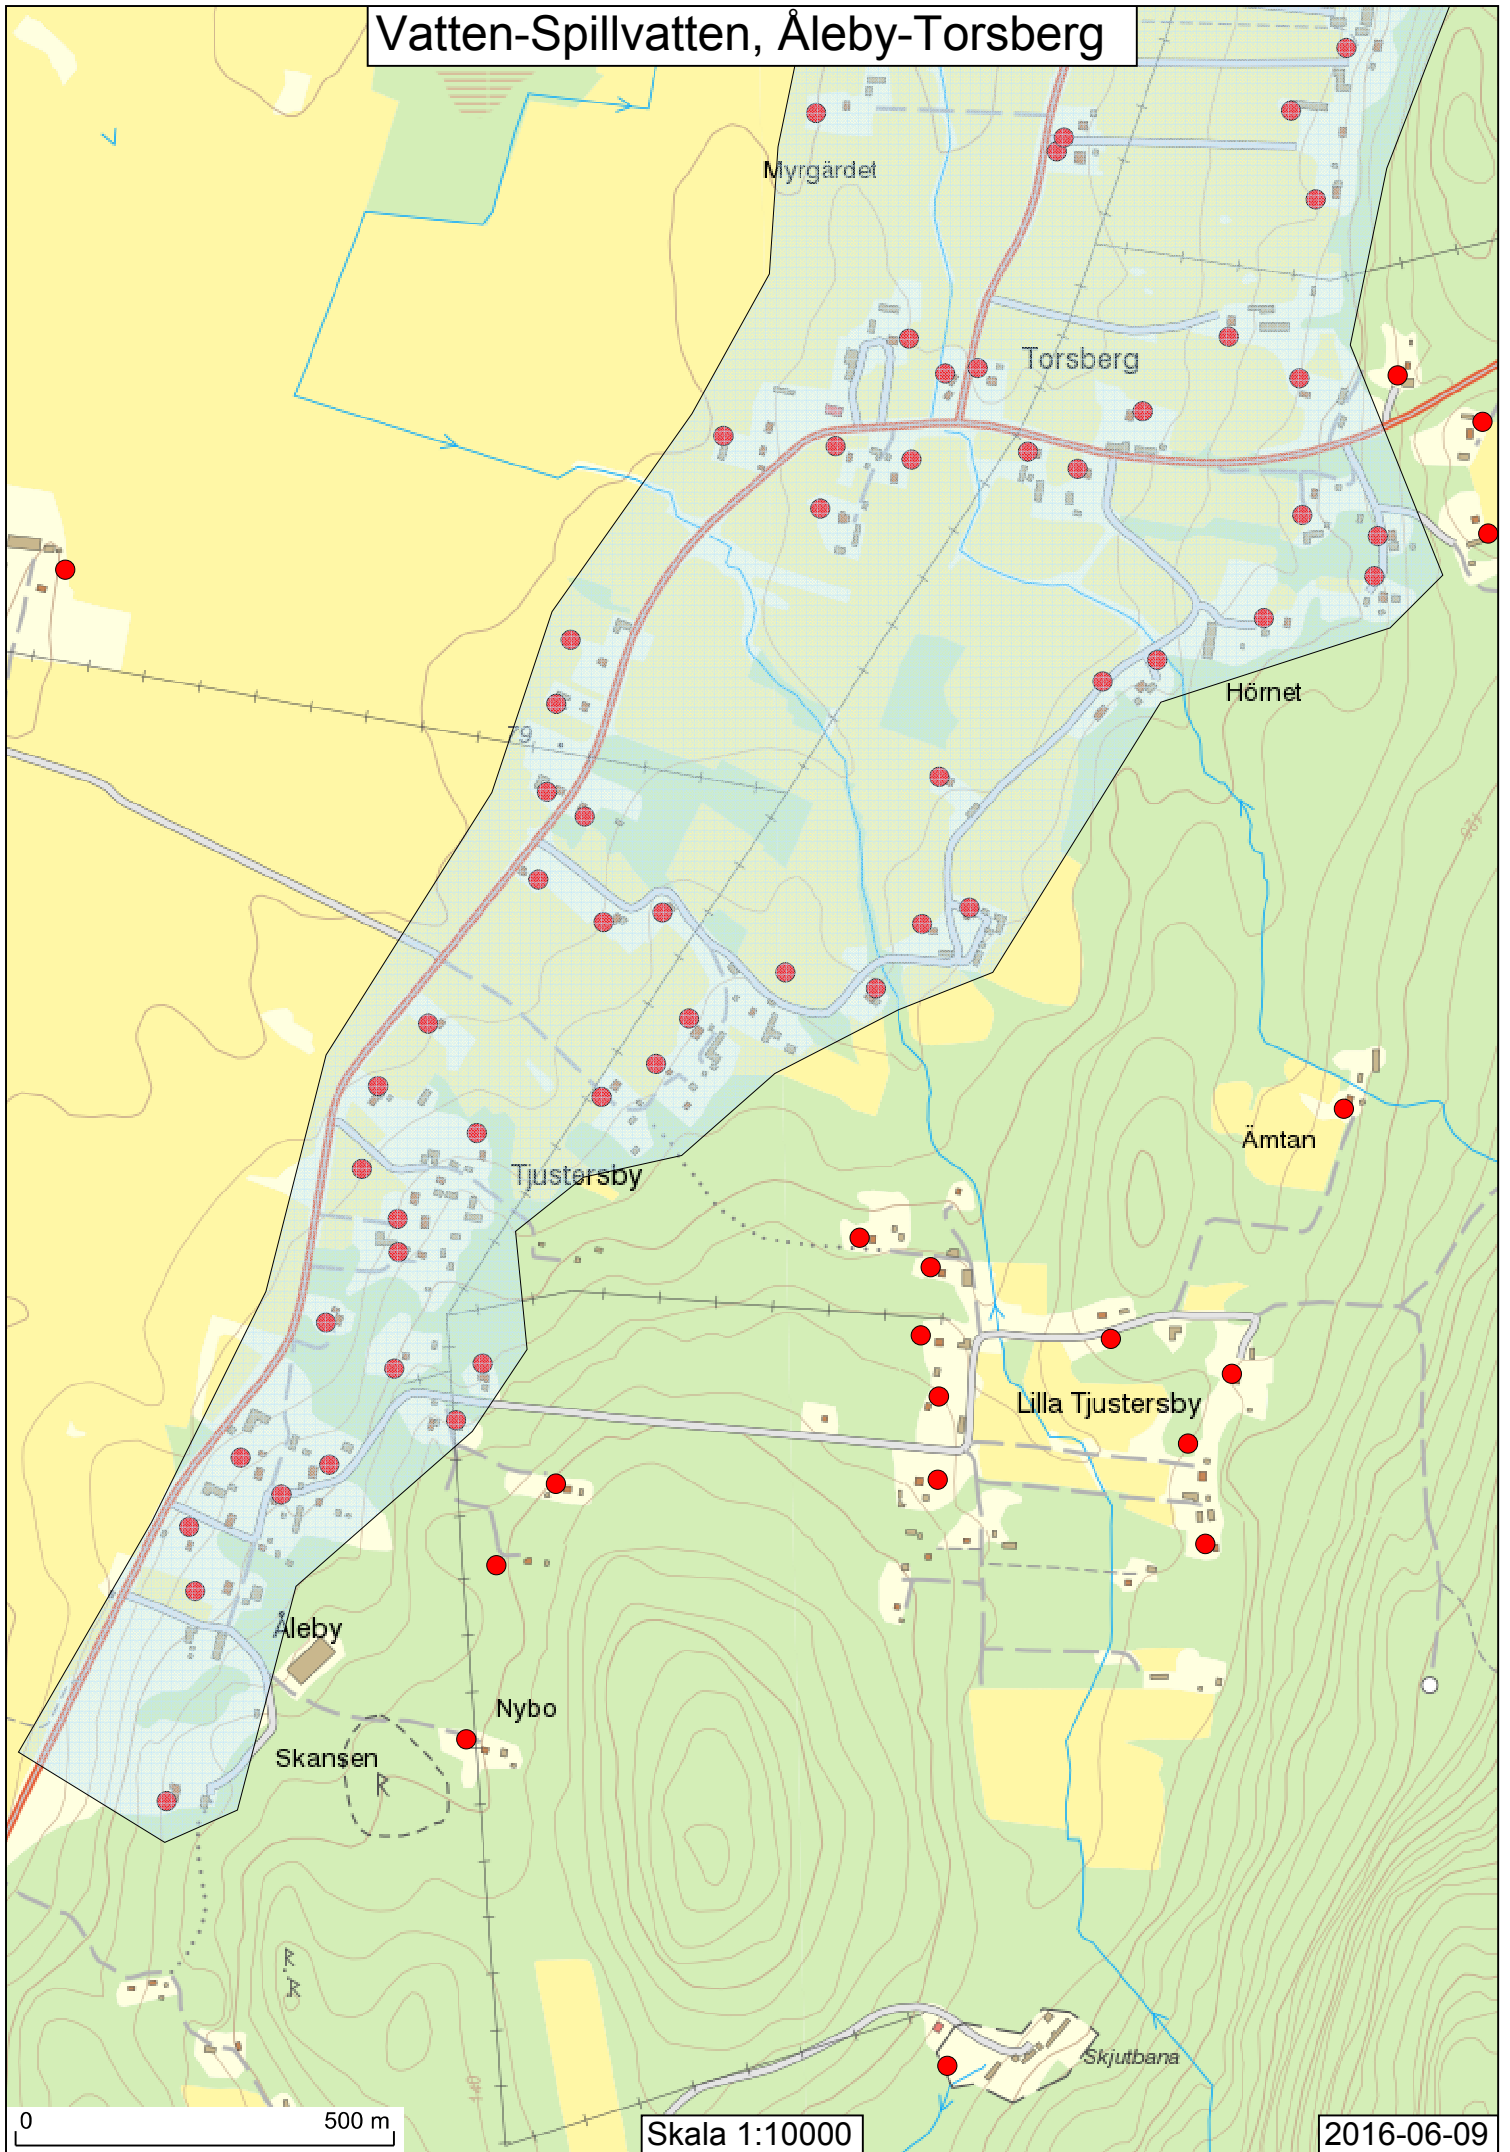 Vatten-Spillvatten, Åleby-Torsberg
Myrgärdet
Torsberg
Hörnet
79
Ämtan
Tjustersby
Lilla Tjustersby
Åleby
Nybo
Skansen
R
R
R
Skjutbana
140
0 500 m
Skala 1:10000
2016-06-09